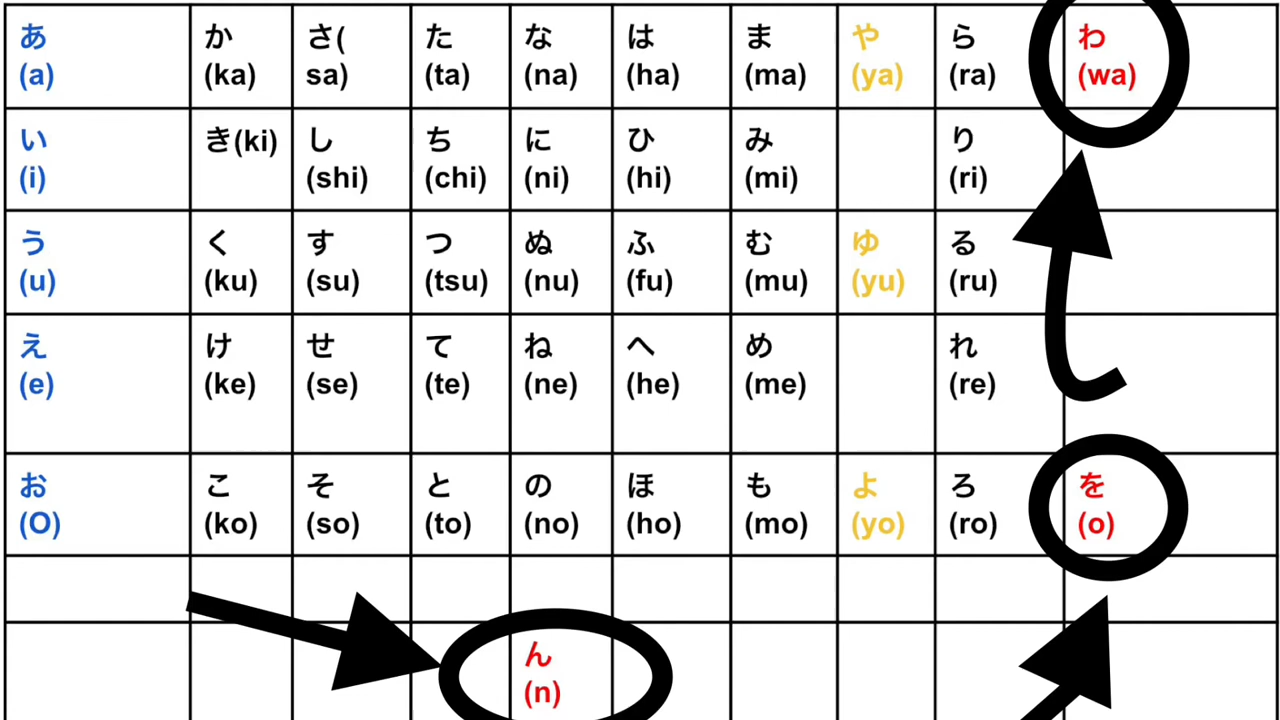 あ か さ( た な は ま や ら わ
(a) (ka) sa) (ta) (na) (ha) (ma) (ya) (ra) (wa)
い き(ki) し ち に ひ み り
(i) (shi) (chi) (ni) (hi) (mi) (ri)
う く す つ ぬ ふ む ゆ る
(u) (ku) (su) (tsu) (nu) (fu) (mu) (yu) (ru)
え け せ て ね へ め れ
(e) (ke) (se) (te) (ne) (he) (me) (re)
お こ そ と の ほ も よ ろ を
(O) (ko) (so) (to) (no) (ho) (mo) (yo) (ro) (o)
ん
(n)